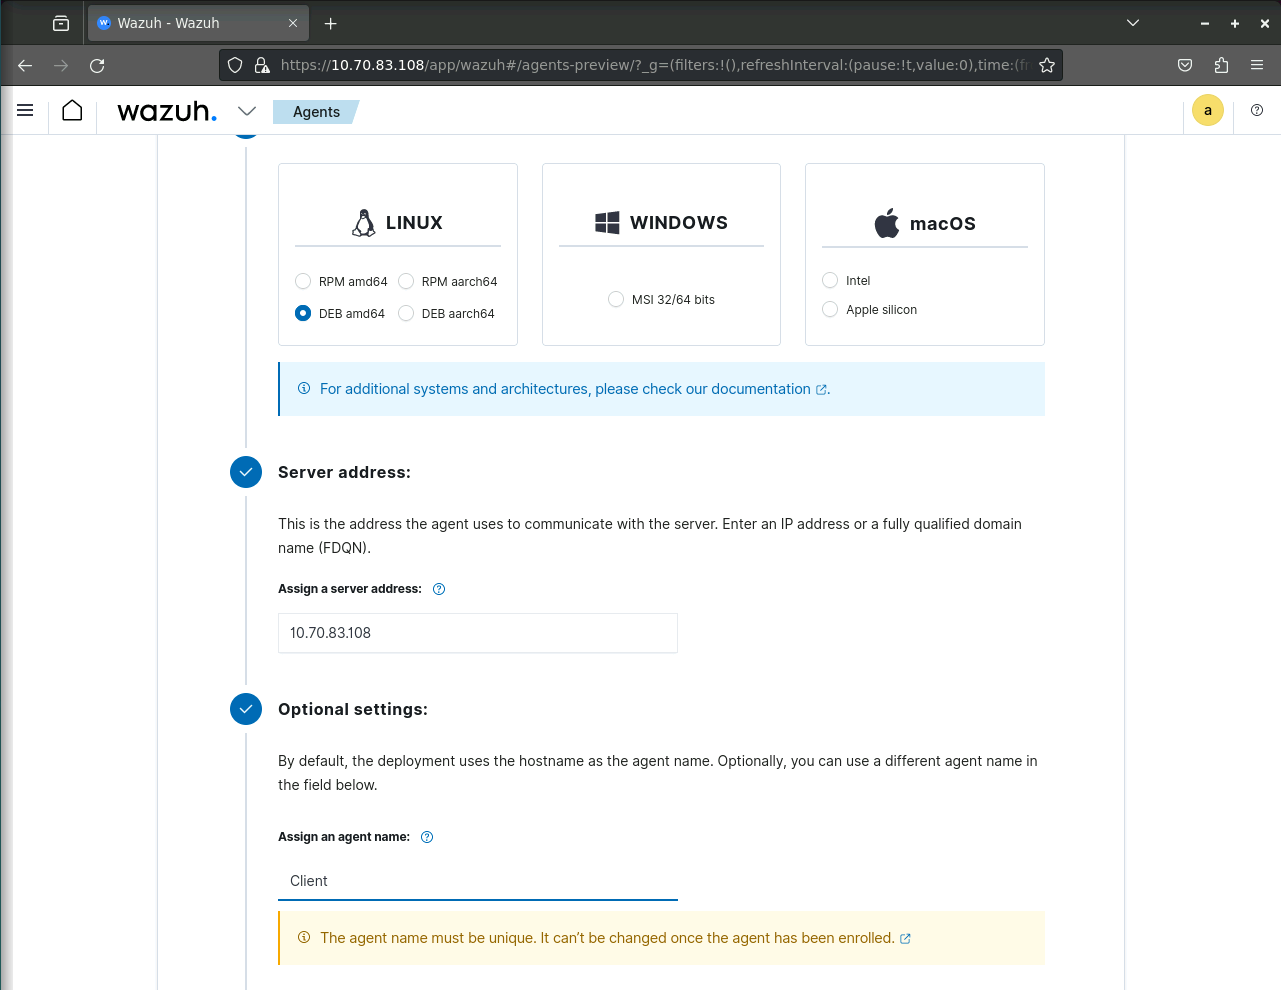 Wazuh - Wazuh
https://10.70.83.108/app/wazuh#/agents-preview/?_g=(filters:!(),refreshInterval:(pause:!t,value:0),time:(fr
wazuh. Agents a
LINUX
RPM amd64 RPM aarch64
DEB amd64 DEB aarch64
WINDOWS
MSI 32/64 bits
macOS
Intel
Apple silicon
For additional systems and architectures, please check our documentation .
Server address:
This is the address the agent uses to communicate with the server. Enter an IP address or a fully qualified domain
name (FDQN).
Assign a server address:
10.70.83.108
Optional settings:
By default, the deployment uses the hostname as the agent name. Optionally, you can use a different agent name in
the field below.
Assign an agent name:
Client
The agent name must be unique. It can’t be changed once the agent has been enrolled.